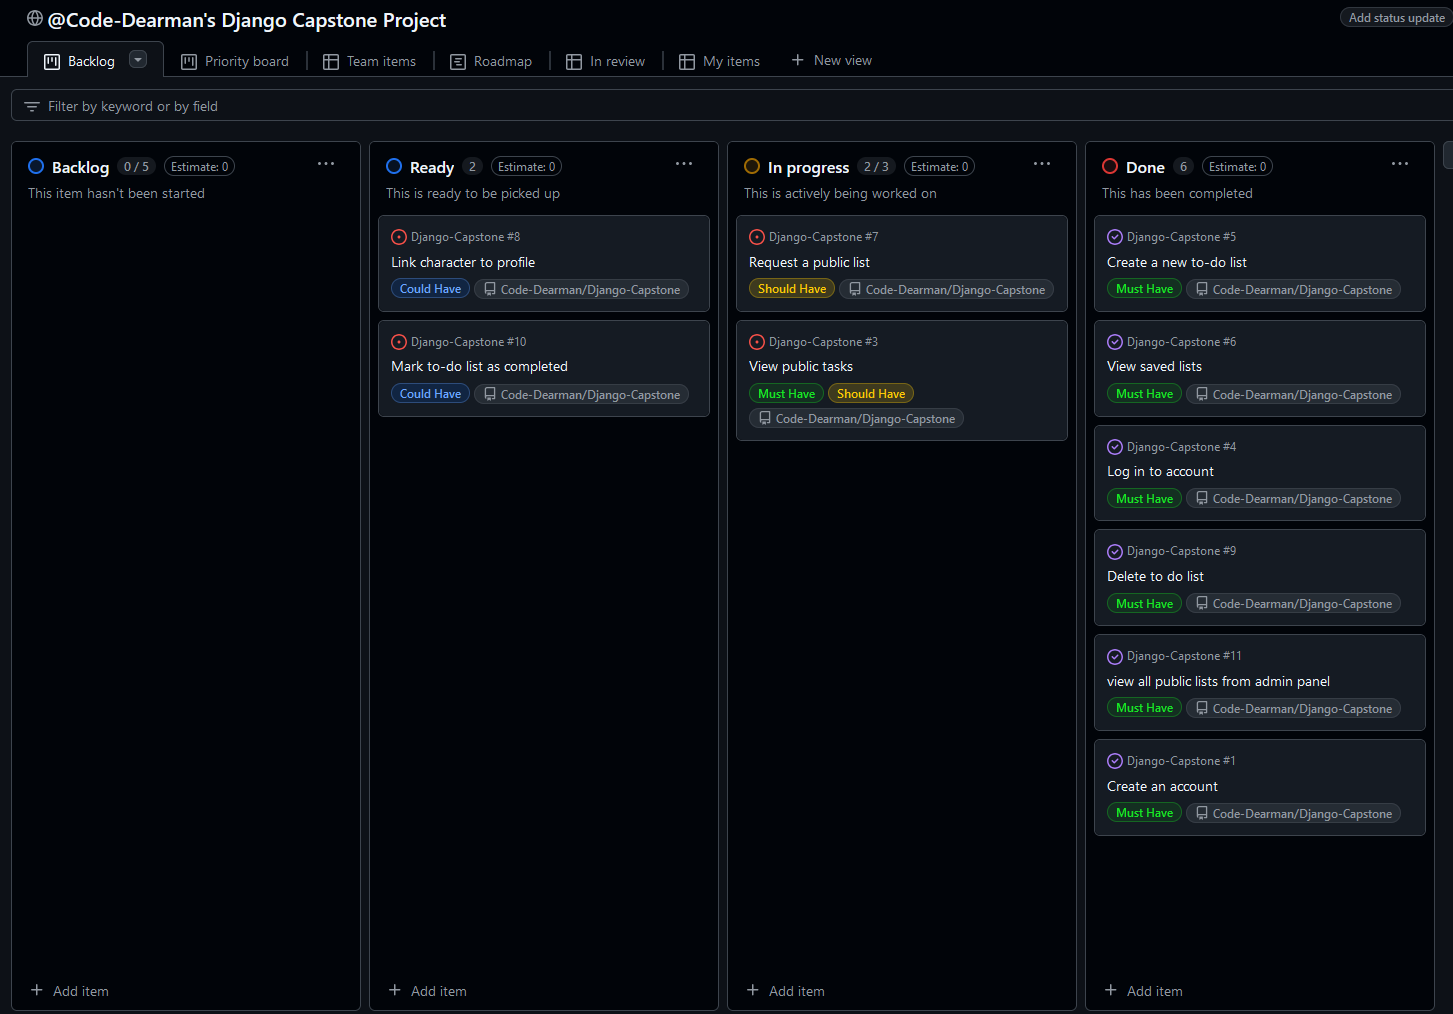 @Code-Dearman's Django Capstone Project
Add status update
Backlog
Priority board
Team items
Roadmap
In review
My items
New view
Filter by keyword or by field
Backlog 0 / 5 Estimate: 0
This item hasn't been started
Add item
Ready 2 Estimate: 0
This is ready to be picked up
Django-Capstone #8
Link character to profile
Could Have Code-Dearman/Django-Capstone
Django-Capstone #10
Mark to-do list as completed
Could Have Code-Dearman/Django-Capstone
Add item
In progress 2 / 3 Estimate: 0
This is actively being worked on
Django-Capstone #7
Request a public list
Should Have Code-Dearman/Django-Capstone
Django-Capstone #3
View public tasks
Must Have Should Have
Code-Dearman/Django-Capstone
Add item
Done 6 Estimate: 0
This has been completed
Django-Capstone #5
Create a new to-do list
Must Have Code-Dearman/Django-Capstone
Django-Capstone #6
View saved lists
Must Have Code-Dearman/Django-Capstone
Django-Capstone #4
Log in to account
Must Have Code-Dearman/Django-Capstone
Django-Capstone #9
Delete to do list
Must Have Code-Dearman/Django-Capstone
Django-Capstone #11
view all public lists from admin panel
Must Have Code-Dearman/Django-Capstone
Django-Capstone #1
Create an account
Must Have Code-Dearman/Django-Capstone
Add item